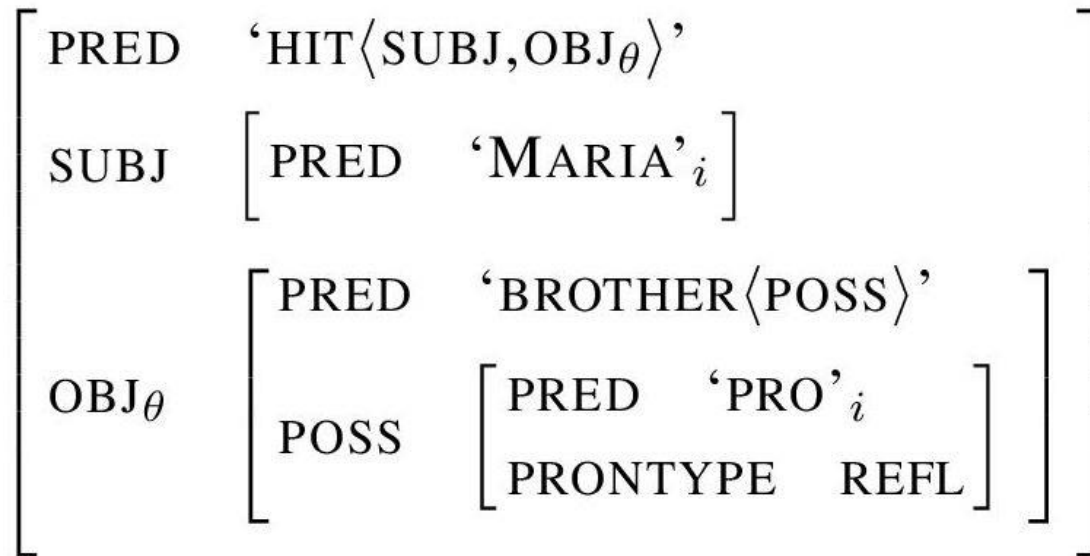 PRED ‘HIT⟨SUBJ,OBJθ⟩’
SUBJ [PRED ‘MARIA’i]
PRED ‘BROTHER⟨POSS⟩’
OBJθ
POSS
PRED ‘PRO’i
PRONTYPE REFL